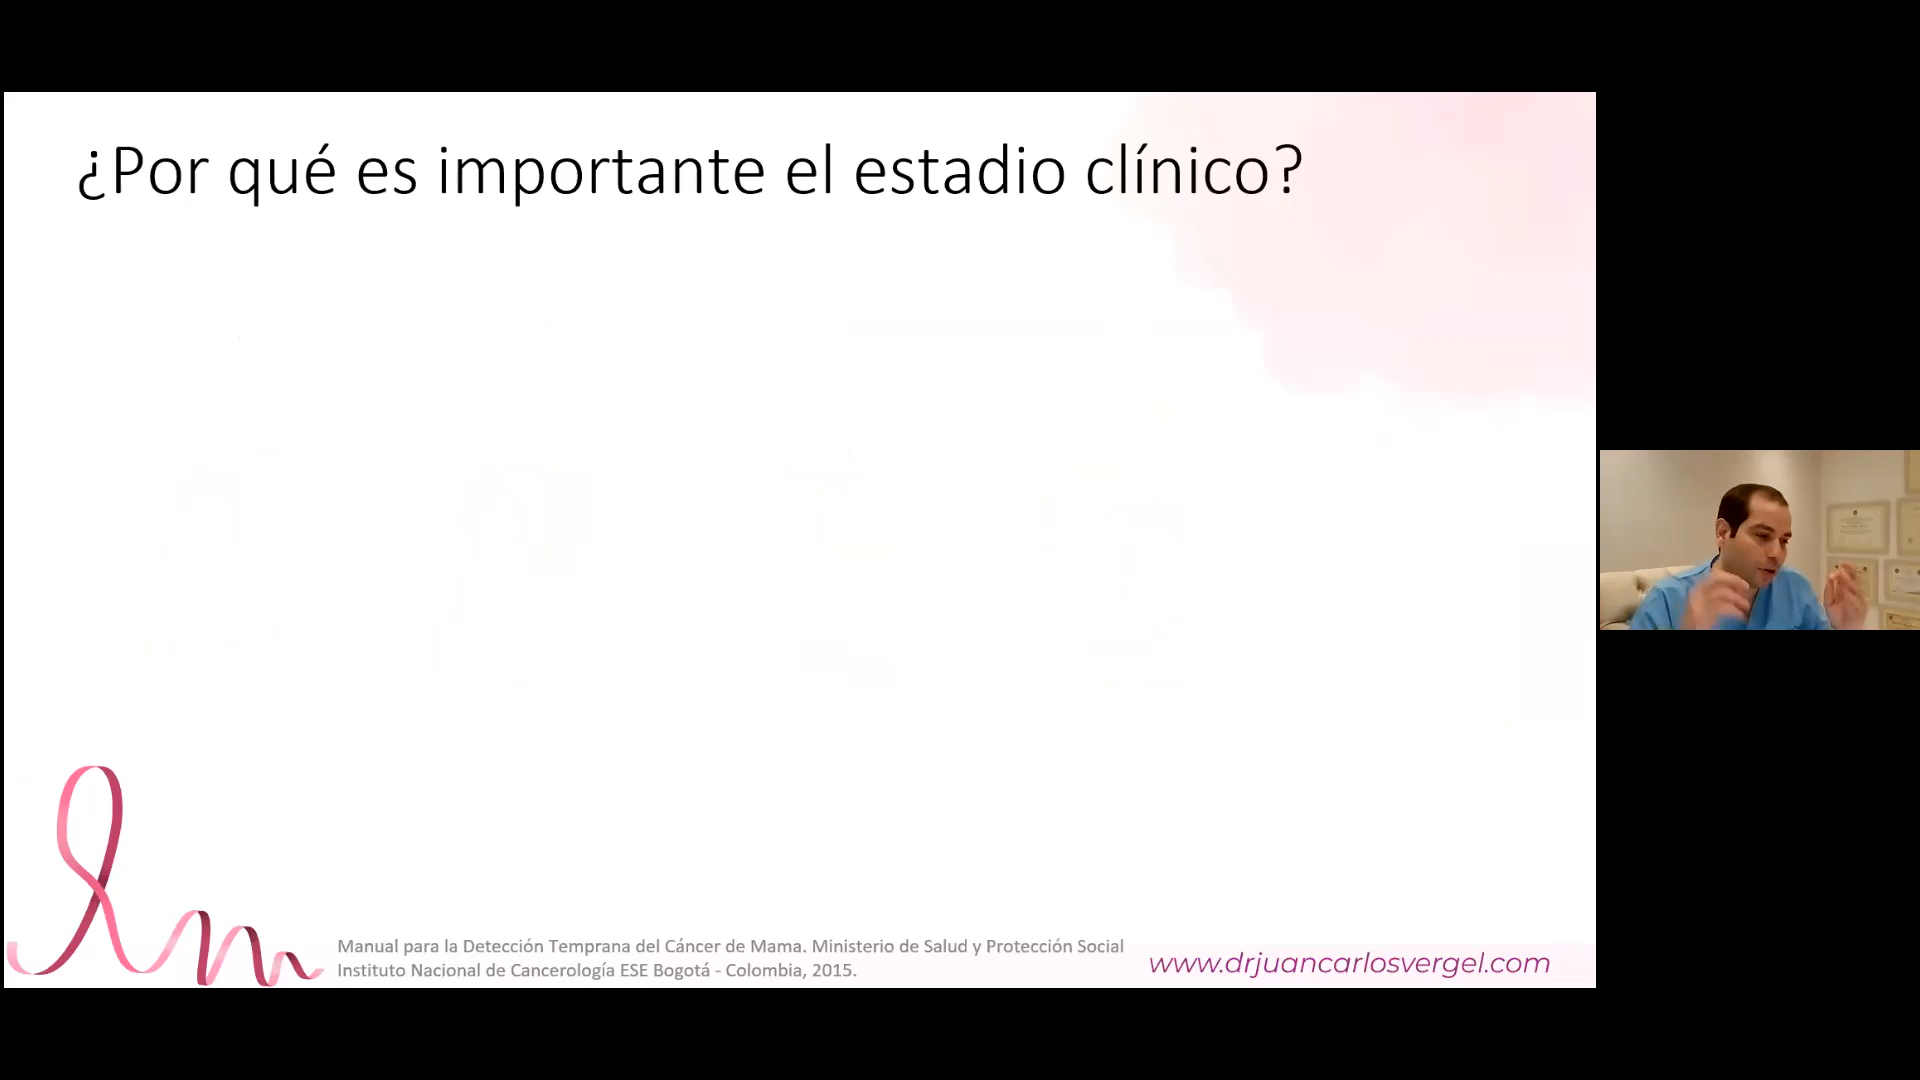 ¿Por qué es importante el estadio clínico?
Manual para la Detección Temprana del Cáncer de Mama. Ministerio de Salud y Protección Social
Instituto Nacional de Cancerología ESE Bogotá - Colombia, 2015.
www.drjuancarlosvergel.com